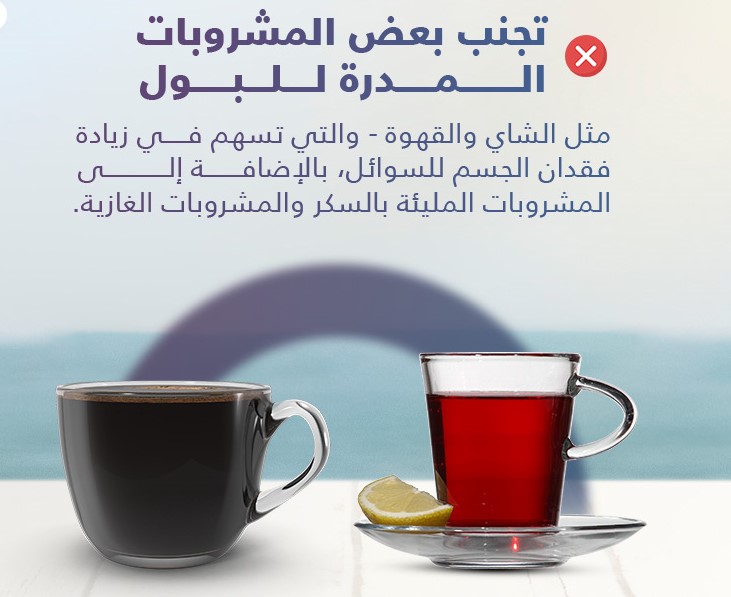 تجنب بعض المشروبات
المدرة للبول
مثل الشاي والقهوة - والتي تسهم في زيادة
فقدان الجسم للسوائل، بالإضافة إلى
المشروبات المليئة بالسكر والمشروبات الغازية.